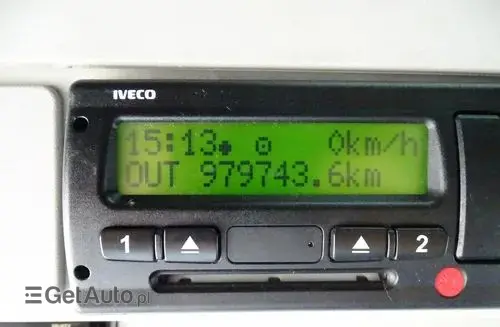 IVECO
15:13 0km/h
OUT 979743.6km
1 2
GetAuto.pl